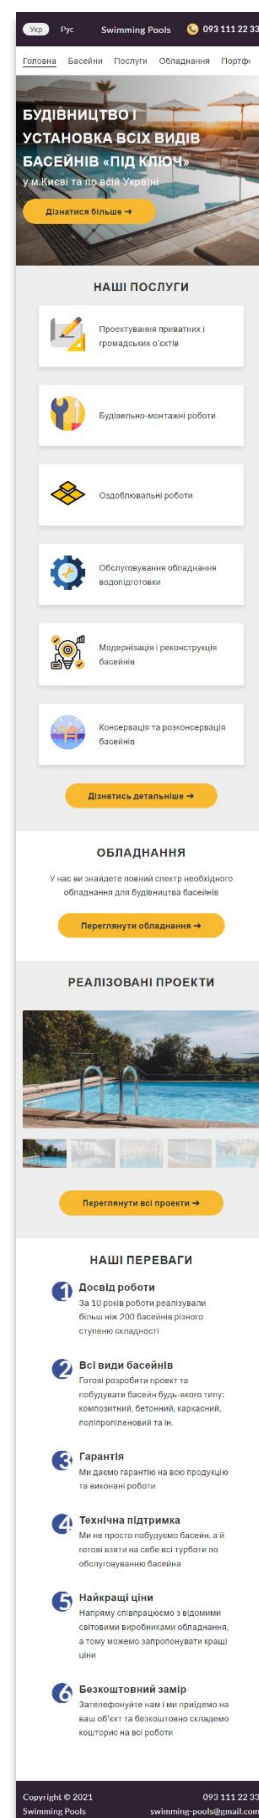 Укр Рус Swimming Pools 093 111 22 33
Головна Басейни Послуги Обладнання Портфо
БУДІВНИЦТВО І
УСТАНОВКА ВСІХ ВИДІВ
БАСЕЙНІВ «ПІД КЛЮЧ»
у м.Києві та по всій Україні
Дізнатися більше →
НАШІ ПОСЛУГИ
Проектування приватних і
громадських о'єктів
Будівельно-монтажні роботи
Оздоблювальні роботи
Обслуговування обладнання
водопідготовки
Модернізація і реконструкція
басейнів
Консервація та розконсервація
басейнів
Дізнатись детальніше →
ОБЛАДНАННЯ
У нас ви знайдете повний спектр необхідного
обладнання для будівництва басейнів
Переглянути обладнання →
РЕАЛІЗОВАНІ ПРОЕКТИ
Переглянути всі проекти →
НАШІ ПЕРЕВАГИ
1 Досвід роботи
За 10 років роботи реалізували
більш ніж 200 басейнів різного
ступеню складності
2 Всі види басейнів
Готові розробити проект та
побудувати басейн будь-якого типу:
композитний, бетонний, каркасний,
поліпропіленовий та ін.
3 Гарантія
Ми даємо гарантію на всю продукцію
та виконані роботи
4 Технічна підтримка
Ми не просто побудуємо басейн, а й
готові взяти на себе всі турботи по
обслуговуванню басейна
5 Найкращі ціни
Напряму співпрацюємо з відомими
світовими виробниками обладнання,
а тому можемо запропонувати кращі
ціни
6 Безкоштовний замір
Зателефонуйте нам і ми приїдемо на
ваш об'єкт та безкоштовно складемо
кошторис на всі роботи
Copyright © 2021 093 111 22 33
Swimming Pools swimming-pools@gmail.com